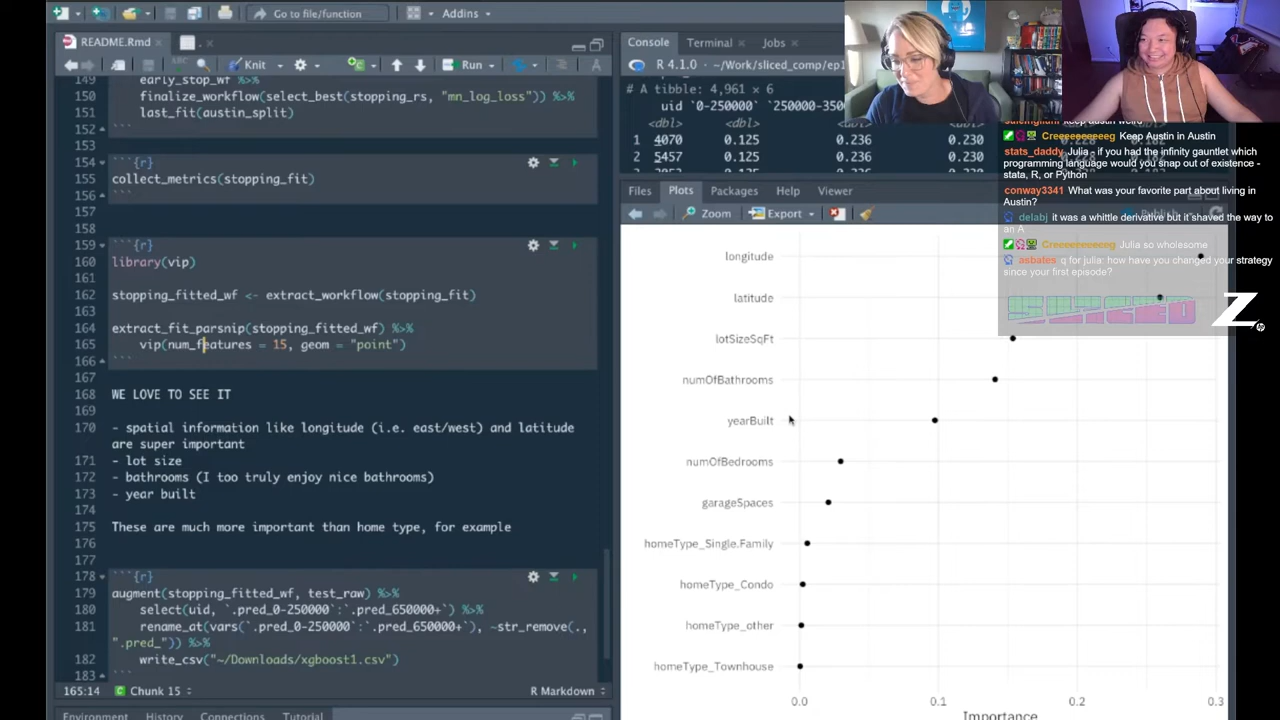 Go to file/function
Addins
README.Rmd
Knit
Run
149 early_stop_wf %>%
150 finalize_workflow(select_best(stopping_rs, "mn_log_loss")) %>%
151 last_fit(austin_split)
152 ```
153
154 ```{r}
155 collect_metrics(stopping_fit)
156 ```
157
158
159 ```{r}
160 library(vip)
161
162 stopping_fitted_wf <- extract_workflow(stopping_fit)
163
164 extract_fit_parsnip(stopping_fitted_wf) %>%
165 vip(num_features = 15, geom = "point")
166 ```
167
168 WE LOVE TO SEE IT
169
170 - spatial information like longitude (i.e. east/west) and latitude
are super important
171 - lot size
172 - bathrooms (I too truly enjoy nice bathrooms)
173 - year built
174
175 These are much more important than home type, for example
176
177
178 ```{r}
179 augment(stopping_fitted_wf, test_raw) %>%
180 select(uid, `.pred_0-250000`:`.pred_650000+`) %>%
181 rename_at(vars(`.pred_0-250000`:`.pred_650000+`), ~str_remove(.,
".pred_")) %>%
182 write_csv("~/Downloads/xgboost1.csv")
183 ```
165:14 Chunk 15 R Markdown
Environment History Connections Tutorial
Console Terminal Jobs
R 4.1.0 · ~/Work/sliced_comp/ep1
# A tibble: 4,961 × 6
uid `0-250000` `250000-350
<dbl> <dbl> <dbl> <dbl>
1 4070 0.125 0.236 0.230
2 5457 0.125 0.236 0.230
Files Plots Packages Help Viewer
Zoom Export
longitude
latitude
lotSizeSqFt
numOfBathrooms
yearBuilt
numOfBedrooms
garageSpaces
homeType_Single.Family
homeType_Condo
homeType_other
homeType_Townhouse
0.0 0.1 0.2 0.3
Importance
Creeeeeeeeeg Keep Austin in Austin
stats_daddy Julia - if you had the infinity gauntlet which
programming language would you snap out of existence -
stata, R, or Python
conway3341 What was your favorite part about living in
Austin?
delabj it was a whittle derivative but it shaved the way to
an A
Creeeeeeeeeg Julia so wholesome
asbates q for julia: how have you changed your strategy
since your first episode?
SLICED
Z
hp